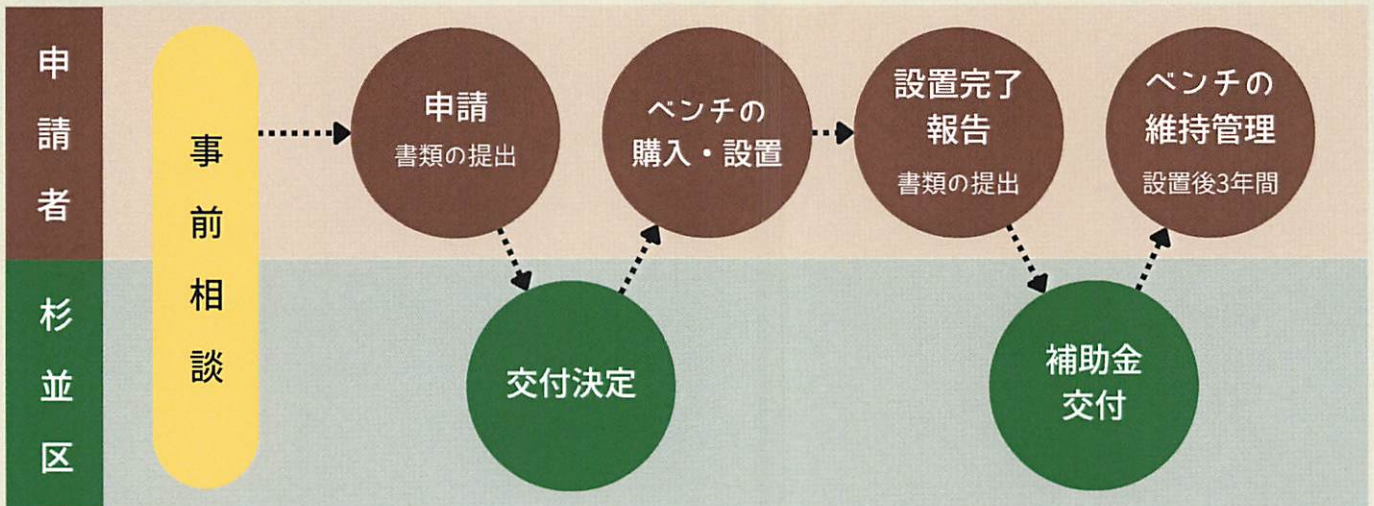 申請者
杉並区
事前相談
申請
書類の提出
交付決定
ベンチの
購入・設置
設置完了
報告
書類の提出
補助金
交付
ベンチの
維持管理
設置後3年間